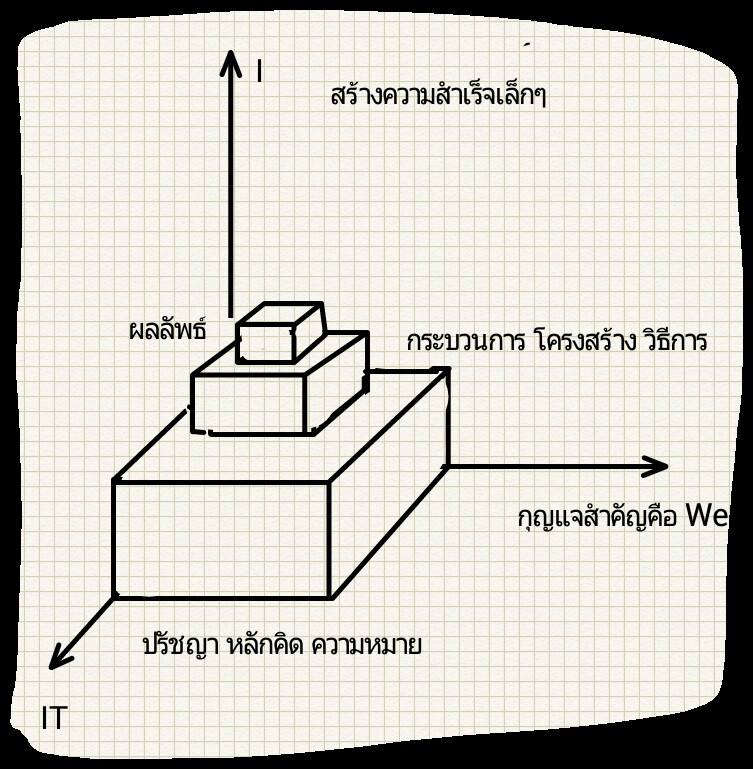 I
สร้างความสำเร็จเล็กๆ
ผลลัพธ์
กระบวนการ โครงสร้าง วิธีการ
กุญแจสำคัญคือ We
ปรัชญา หลักคิด ความหมาย
IT